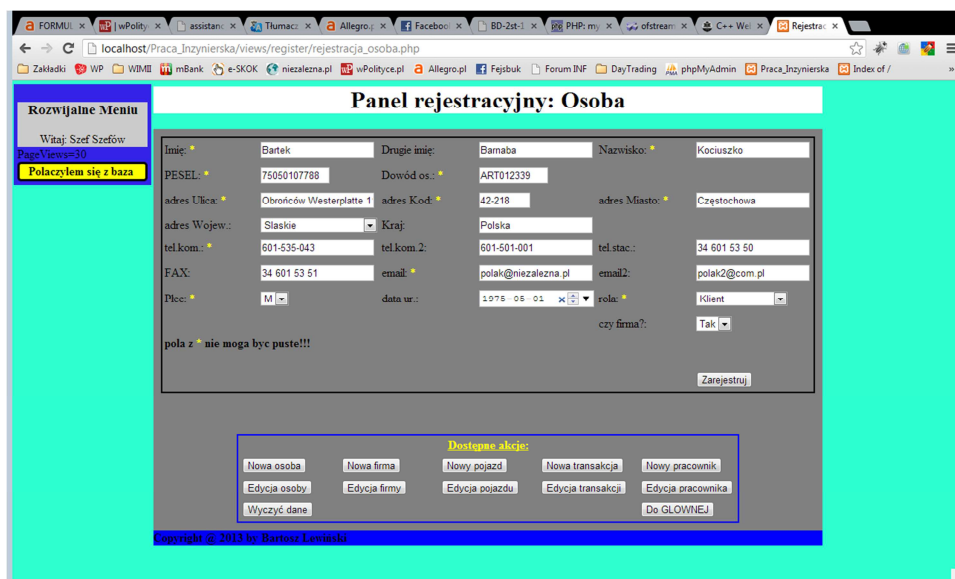 FORMUL × wPolity × assistanc × Tłumacz × Allegro.p × Facebool × BD-2st-1 × PHP: my × ofstream × C++ Wel × Rejestrac ×
localhost/Praca_Inzynierska/views/register/rejestracja_osoba.php
Zakładki WP WIMII mBank e-SKOK niezalezna.pl wPolityce.pl Allegro.pl Fejsbuk Forum INF DayTrading phpMyAdmin Praca_Inzynierska Index of / »
Panel rejestracyjny: Osoba
Rozwijalne Menu
Witaj: Szef Szefów
PageViews=30
Polaczylem się z baza
Imię: * Bartek Drugie imię: Barnaba Nazwisko: * Kociuszko
PESEL: * 75050107788 Dowód os.: * ART012339
adres Ulica: * Obrońców Westerplatte 1 adres Kod: * 42-218 adres Miasto: * Częstochowa
adres Wojew.: Slaskie Kraj: Polska
tel.kom.: * 601-535-043 tel.kom.2: 601-501-001 tel.stac.: 34 601 53 50
FAX: 34 601 53 51 email: * polak@niezalezna.pl email2: polak2@com.pl
Płeć: * M data ur.: 1975-05-01 × rola: * Klient
czy firma?: Tak
pola z * nie moga byc puste!!!
Zarejestruj
Dostępne akcje:
Nowa osoba Nowa firma Nowy pojazd Nowa transakcja Nowy pracownik
Edycja osoby Edycja firmy Edycja pojazdu Edycja transakcji Edycja pracownika
Wyczyć dane Do GLOWNEJ
Copyright @ 2013 by Bartosz